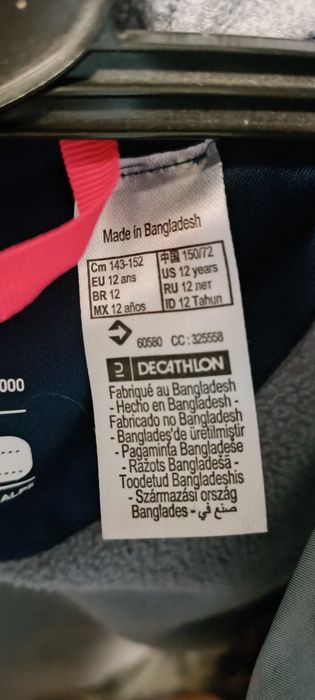 Made in Bangladesh
Cm 143-152 中国 150/72
EU 12 ans US 12 years
BR 12 RU 12 лет
MX 12 años ID 12 Tahun
60580 CC: 325558
DECATHLON
Fabriqué au Bangladesh
- Hecho en Bangladesh -
Fabricado no Bangladesh
- Bangladeş'de üretilmiştir
- Pagaminta Bangladeše
- Ražots Bangladešā -
Toodetud Bangladeshis
- Származási ország
Banglades - صنع في
000